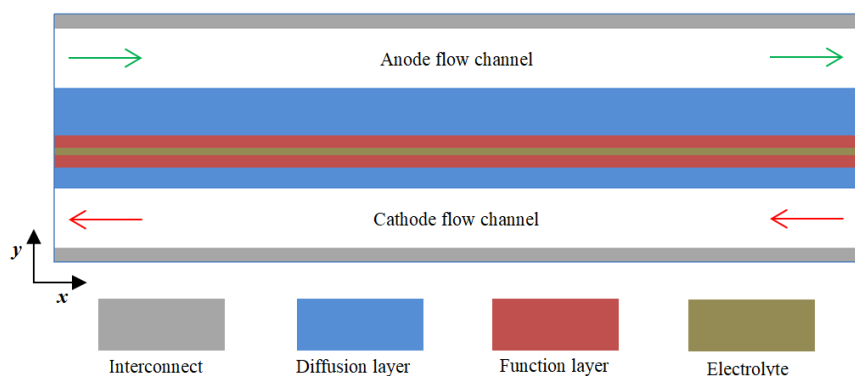 Anode flow channel
Cathode flow channel
y
x
Interconnect
Diffusion layer
Function layer
Electrolyte